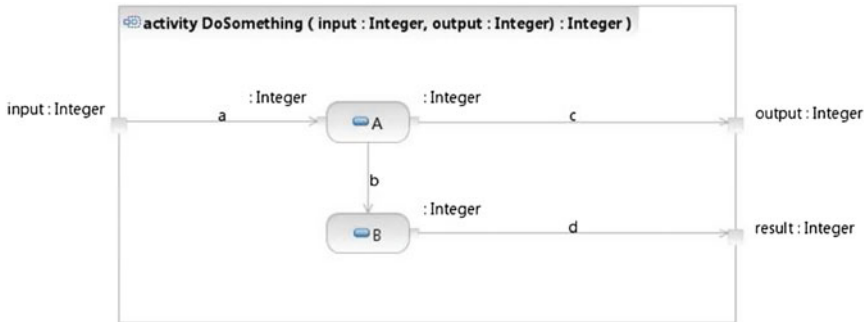 activity DoSomething ( input : Integer, output : Integer) : Integer )
input : Integer
: Integer
: Integer
output : Integer
a
A
c
b
: Integer
B
d
result : Integer